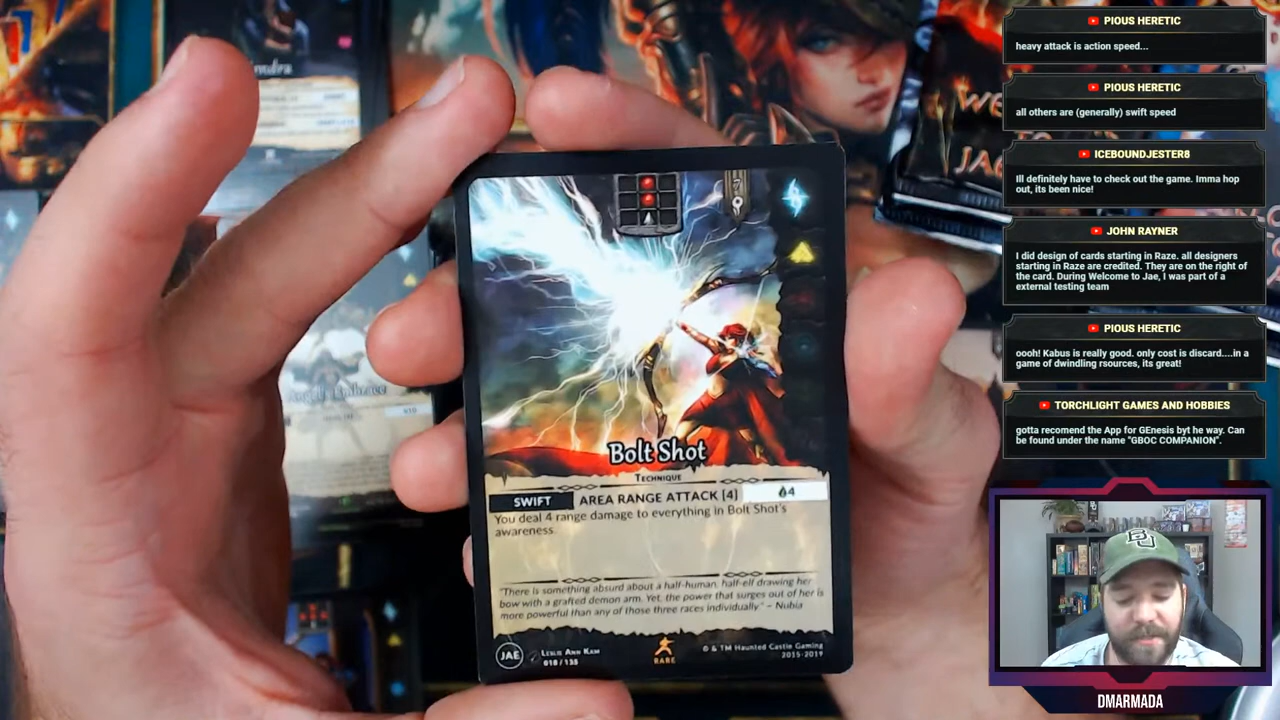 Bolt Shot
TECHNIQUE
SWIFT AREA RANGE ATTACK [4] 4
You deal 4 range damage to everything in Bolt Shot's
awareness.
"There is something absurd about a half-human, half-elf drawing her
bow with a grafted demon arm. Yet, the power that surges out of her is
more powerful than any of those three races individually." – Nubia
JAE
LESLIE ANN KAM
018 / 135
RARE
© & TM Haunted Castle Gaming
2015-2019
WE
JAE
Embrace
PIOUS HERETIC
heavy attack is action speed...
PIOUS HERETIC
all others are (generally) swift speed
ICEBOUNDJESTER8
Ill definitely have to check out the game. Imma hop
out, its been nice!
JOHN RAYNER
I did design of cards starting in Raze. all designers
starting in Raze are credited. They are on the right of
the card. During Welcome to Jae, I was part of a
external testing team
PIOUS HERETIC
oooh! Kabus is really good. only cost is discard....in a
game of dwindling rsources, its great!
TORCHLIGHT GAMES AND HOBBIES
gotta recomend the App for GEnesis byt he way. Can
be found under the name "GBOC COMPANION".
BU
DMARMADA